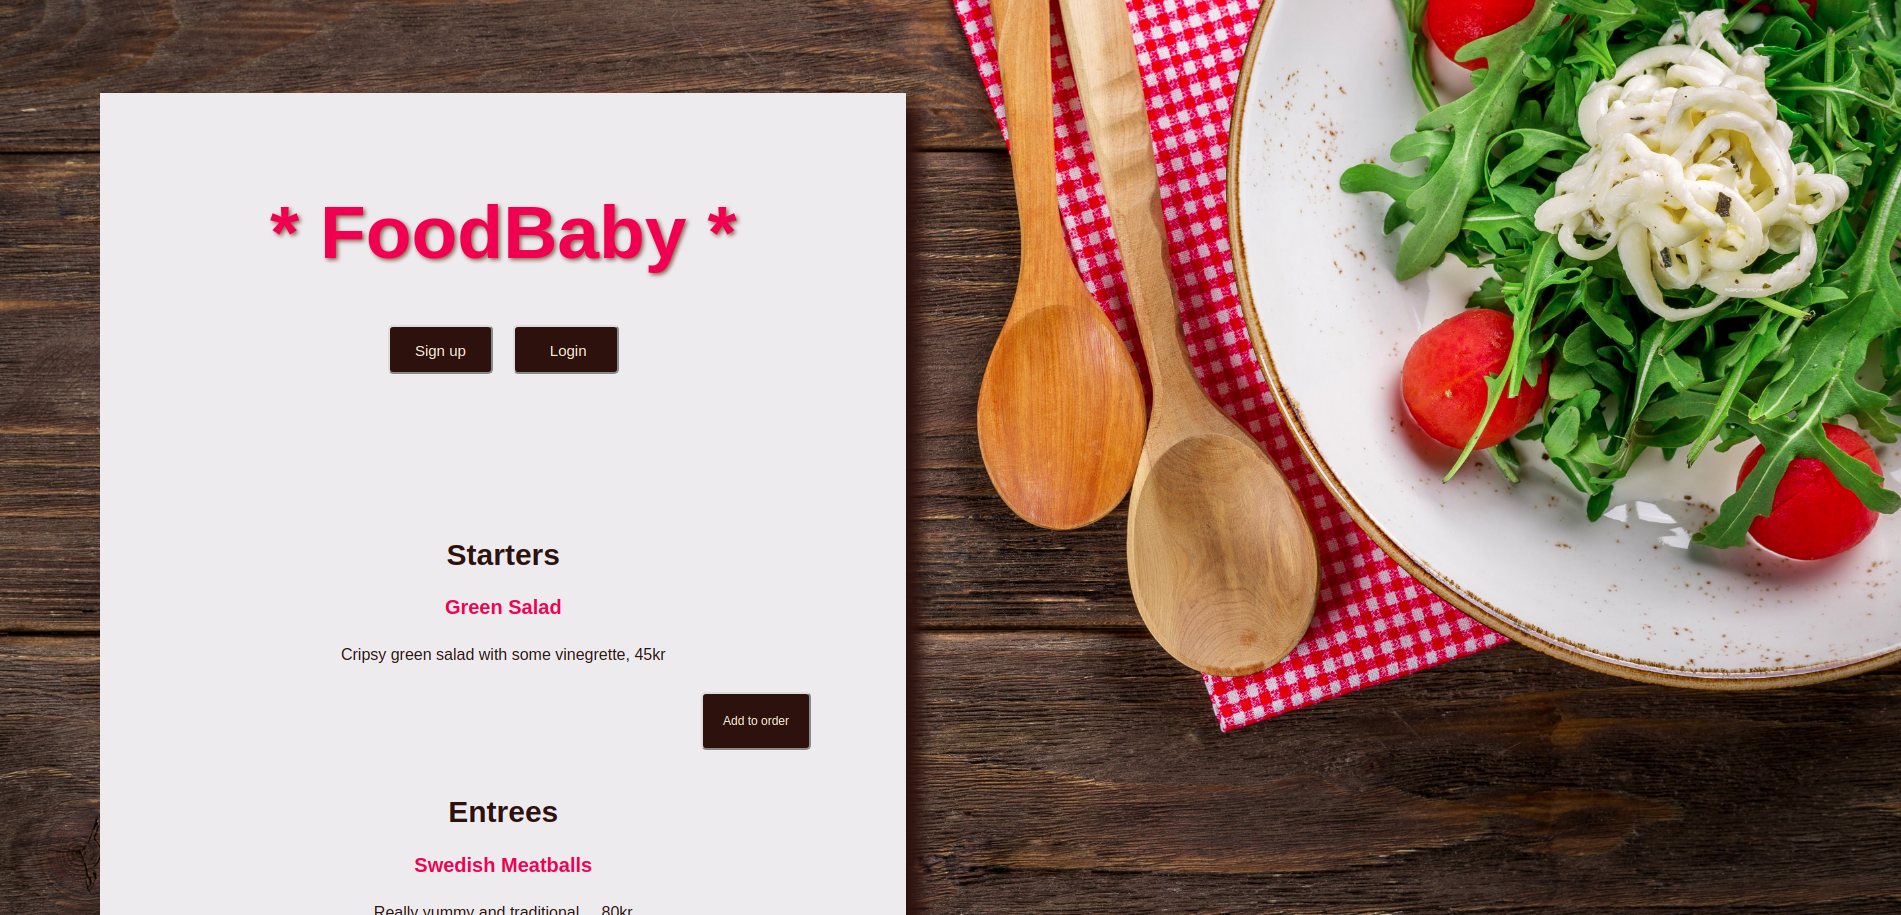 * FoodBaby *
Sign up
Login
Starters
Green Salad
Cripsy green salad with some vinegrette, 45kr
Add to order
Entrees
Swedish Meatballs
Really yummy and traditional... 80kr